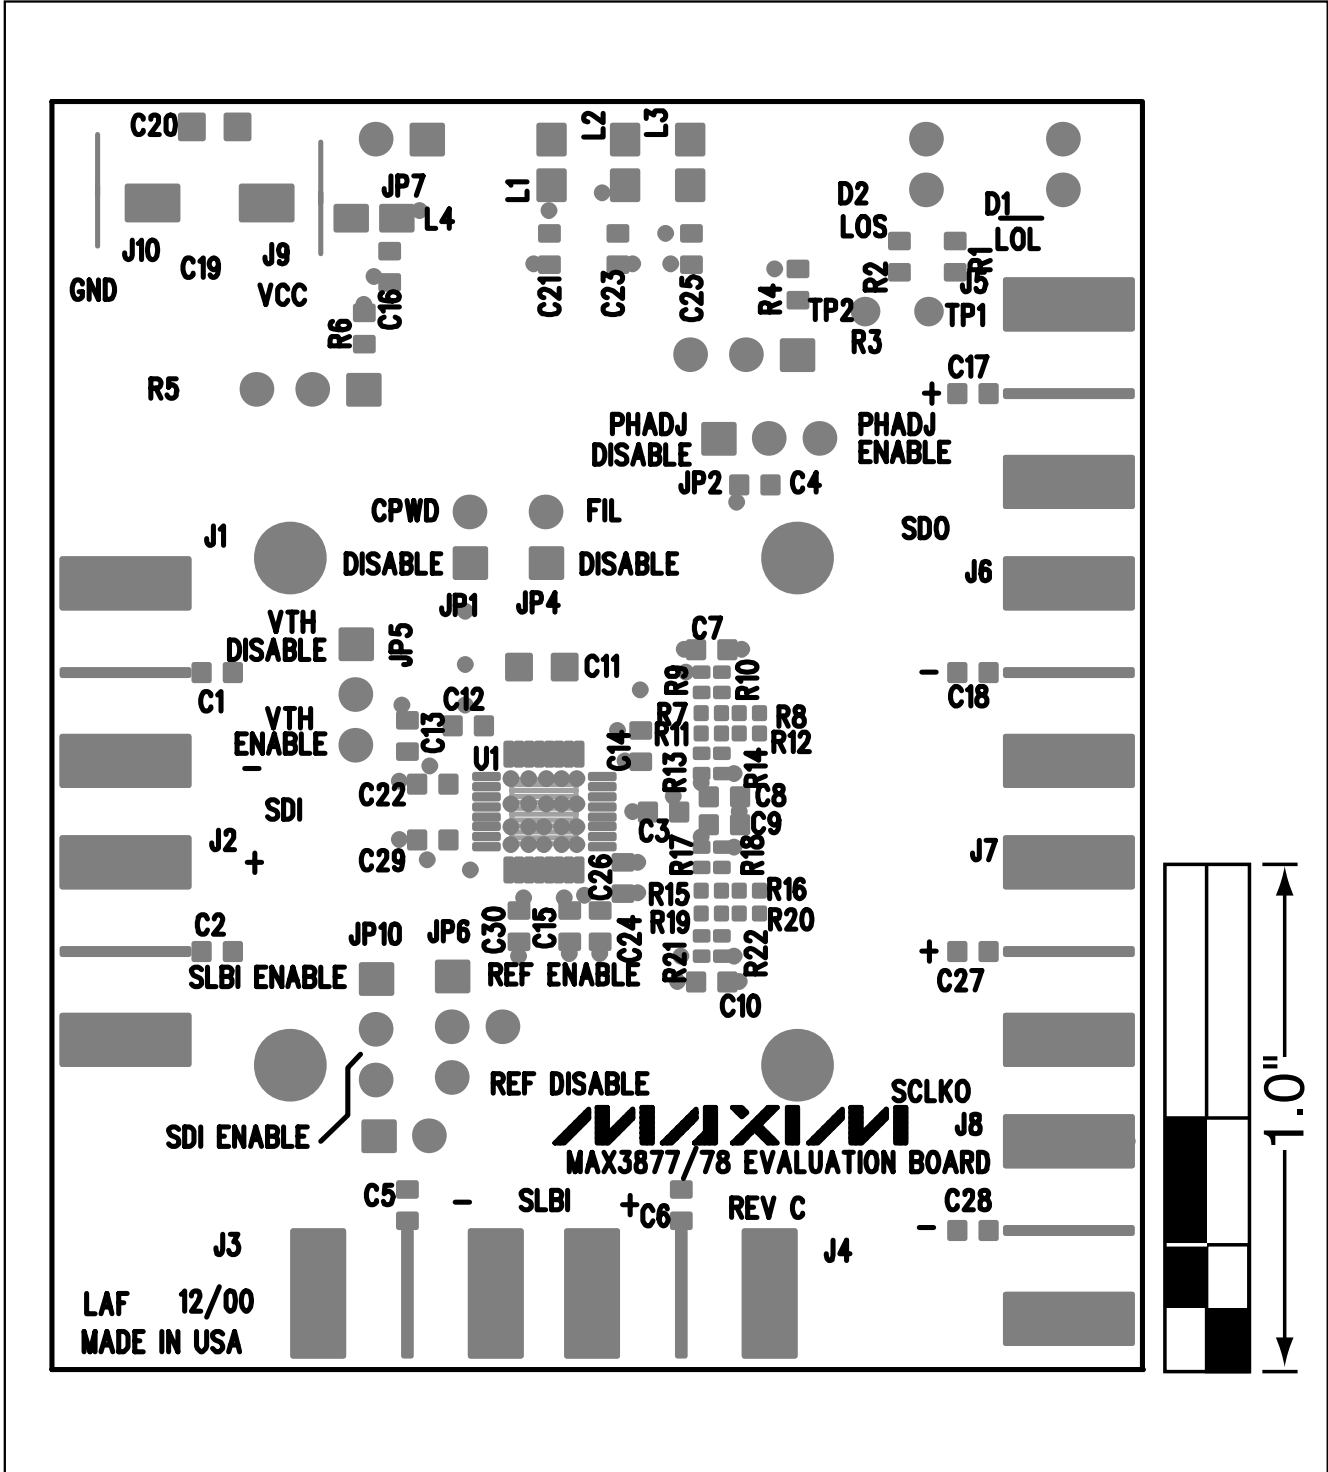 C20
JP7
L4
L1
L2
L3
D2
LOS
D1
LOL
J10
C19
J9
GND
VCC
C16
R6
C21
C23
C25
R4
TP2
R3
R2
R1
J5
TP1
R5
C17
+
PHADJ
DISABLE
PHADJ
ENABLE
JP2
C4
CPWD
FIL
SDO
J1
DISABLE
DISABLE
JP1
JP4
J6
VTH
DISABLE
JP5
C7
C11
R9
R10
-
C18
C1
C12
VTH
ENABLE
-
C13
U1
C14
R7
R8
R11
R12
R13
R14
C22
SDI
C8
C3
C9
J2
+
C29
R17
R18
J7
C26
R15
R16
C2
JP10
JP6
C30
C15
C24
R19
R20
R21
R22
+
C27
SLBI ENABLE
REF ENABLE
C10
1.0"
REF DISABLE
SCLKO
SDI ENABLE
MAXIM
J8
MAX3877/78 EVALUATION BOARD
C5
-
SLBI
+
C6
REV C
C28
-
J3
J4
LAF 12/00
MADE IN USA